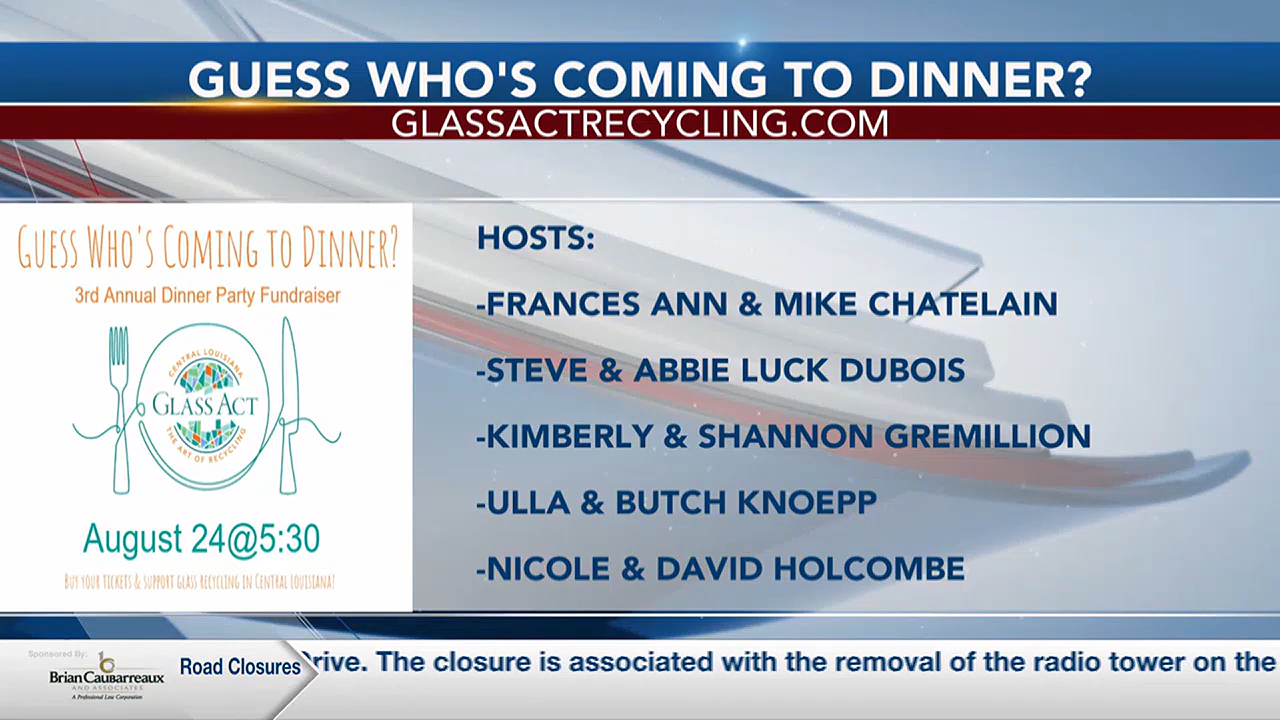 GUESS WHO'S COMING TO DINNER?
GLASSACTRECYCLING.COM
GUESS WHO'S COMING TO DINNER?
3rd Annual Dinner Party Fundraiser
CENTRAL LOUISIANA
GLASS ACT
THE ART OF RECYCLING
August 24@5:30
BUY YOUR TICKETS & SUPPORT GLASS RECYCLING IN CENTRAL LOUISIANA!
HOSTS:
-FRANCES ANN & MIKE CHATELAIN
-STEVE & ABBIE LUCK DUBOIS
-KIMBERLY & SHANNON GREMILLION
-ULLA & BUTCH KNOEPP
-NICOLE & DAVID HOLCOMBE
Sponsored By:
BRIAN CAUBARREAUX
AND ASSOCIATES
A Professional Law Corporation
Road Closures
Drive. The closure is associated with the removal of the radio tower on the